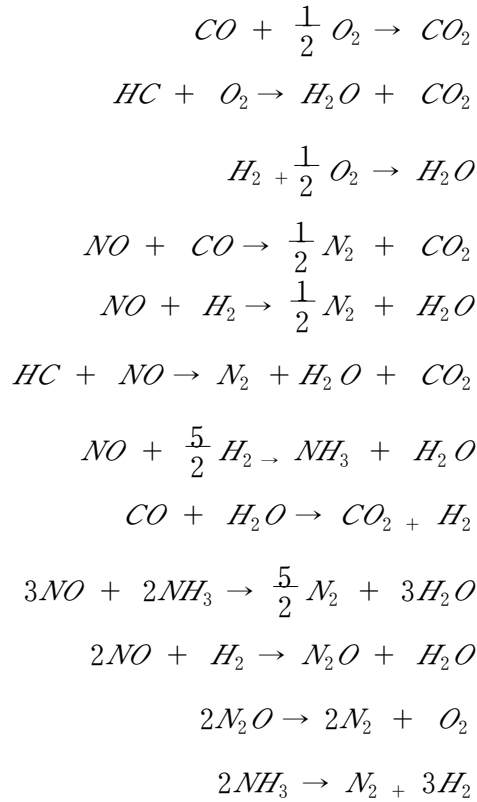 CO + 1/2 O₂ → CO₂
HC + O₂ → H₂O + CO₂
H₂ + 1/2 O₂ → H₂O
NO + CO → 1/2 N₂ + CO₂
NO + H₂ → 1/2 N₂ + H₂O
HC + NO → N₂ + H₂O + CO₂
NO + 5/2 H₂ → NH₃ + H₂O
CO + H₂O → CO₂ + H₂
3NO + 2NH₃ → 5/2 N₂ + 3H₂O
2NO + H₂ → N₂O + H₂O
2N₂O → 2N₂ + O₂
2NH₃ → N₂ + 3H₂